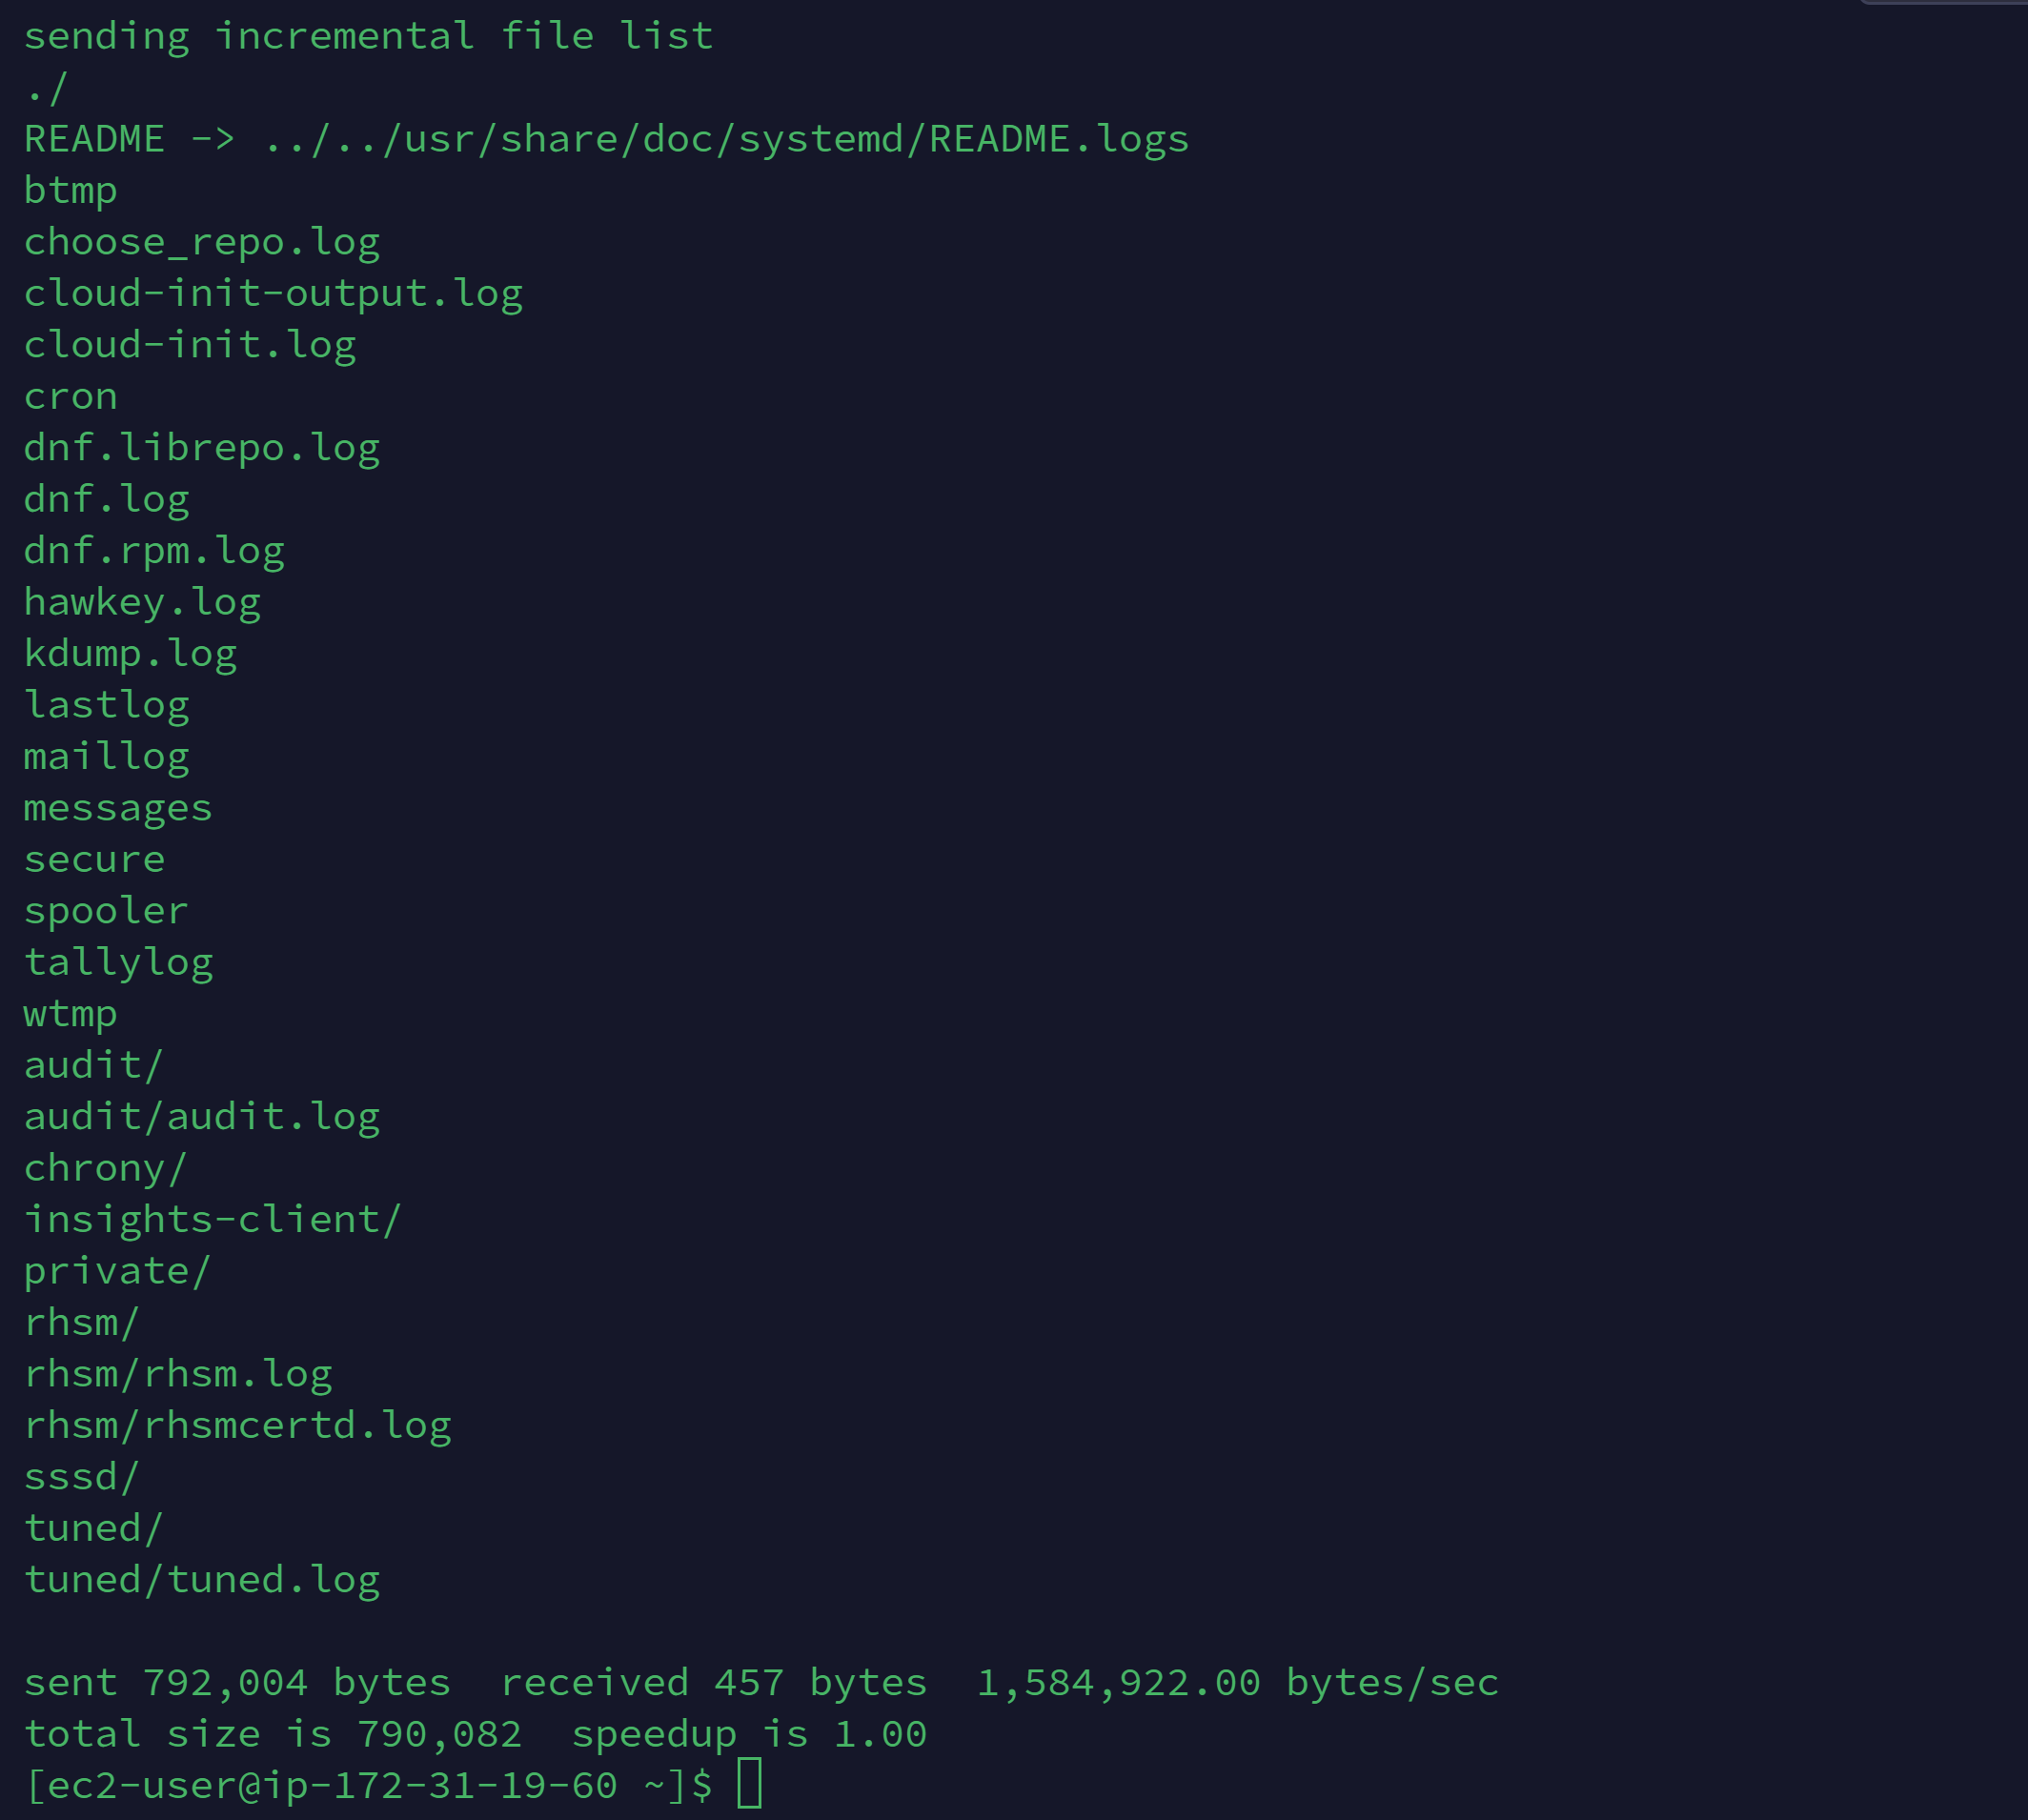 sending incremental file list
./
README -> ../../usr/share/doc/systemd/README.logs
btmp
choose_repo.log
cloud-init-output.log
cloud-init.log
cron
dnf.librepo.log
dnf.log
dnf.rpm.log
hawkey.log
kdump.log
lastlog
maillog
messages
secure
spooler
tallylog
wtmp
audit/
audit/audit.log
chrony/
insights-client/
private/
rhsm/
rhsm/rhsm.log
rhsm/rhsmcertd.log
sssd/
tuned/
tuned/tuned.log

sent 792,004 bytes  received 457 bytes  1,584,922.00 bytes/sec
total size is 790,082  speedup is 1.00
[ec2-user@ip-172-31-19-60 ~]$